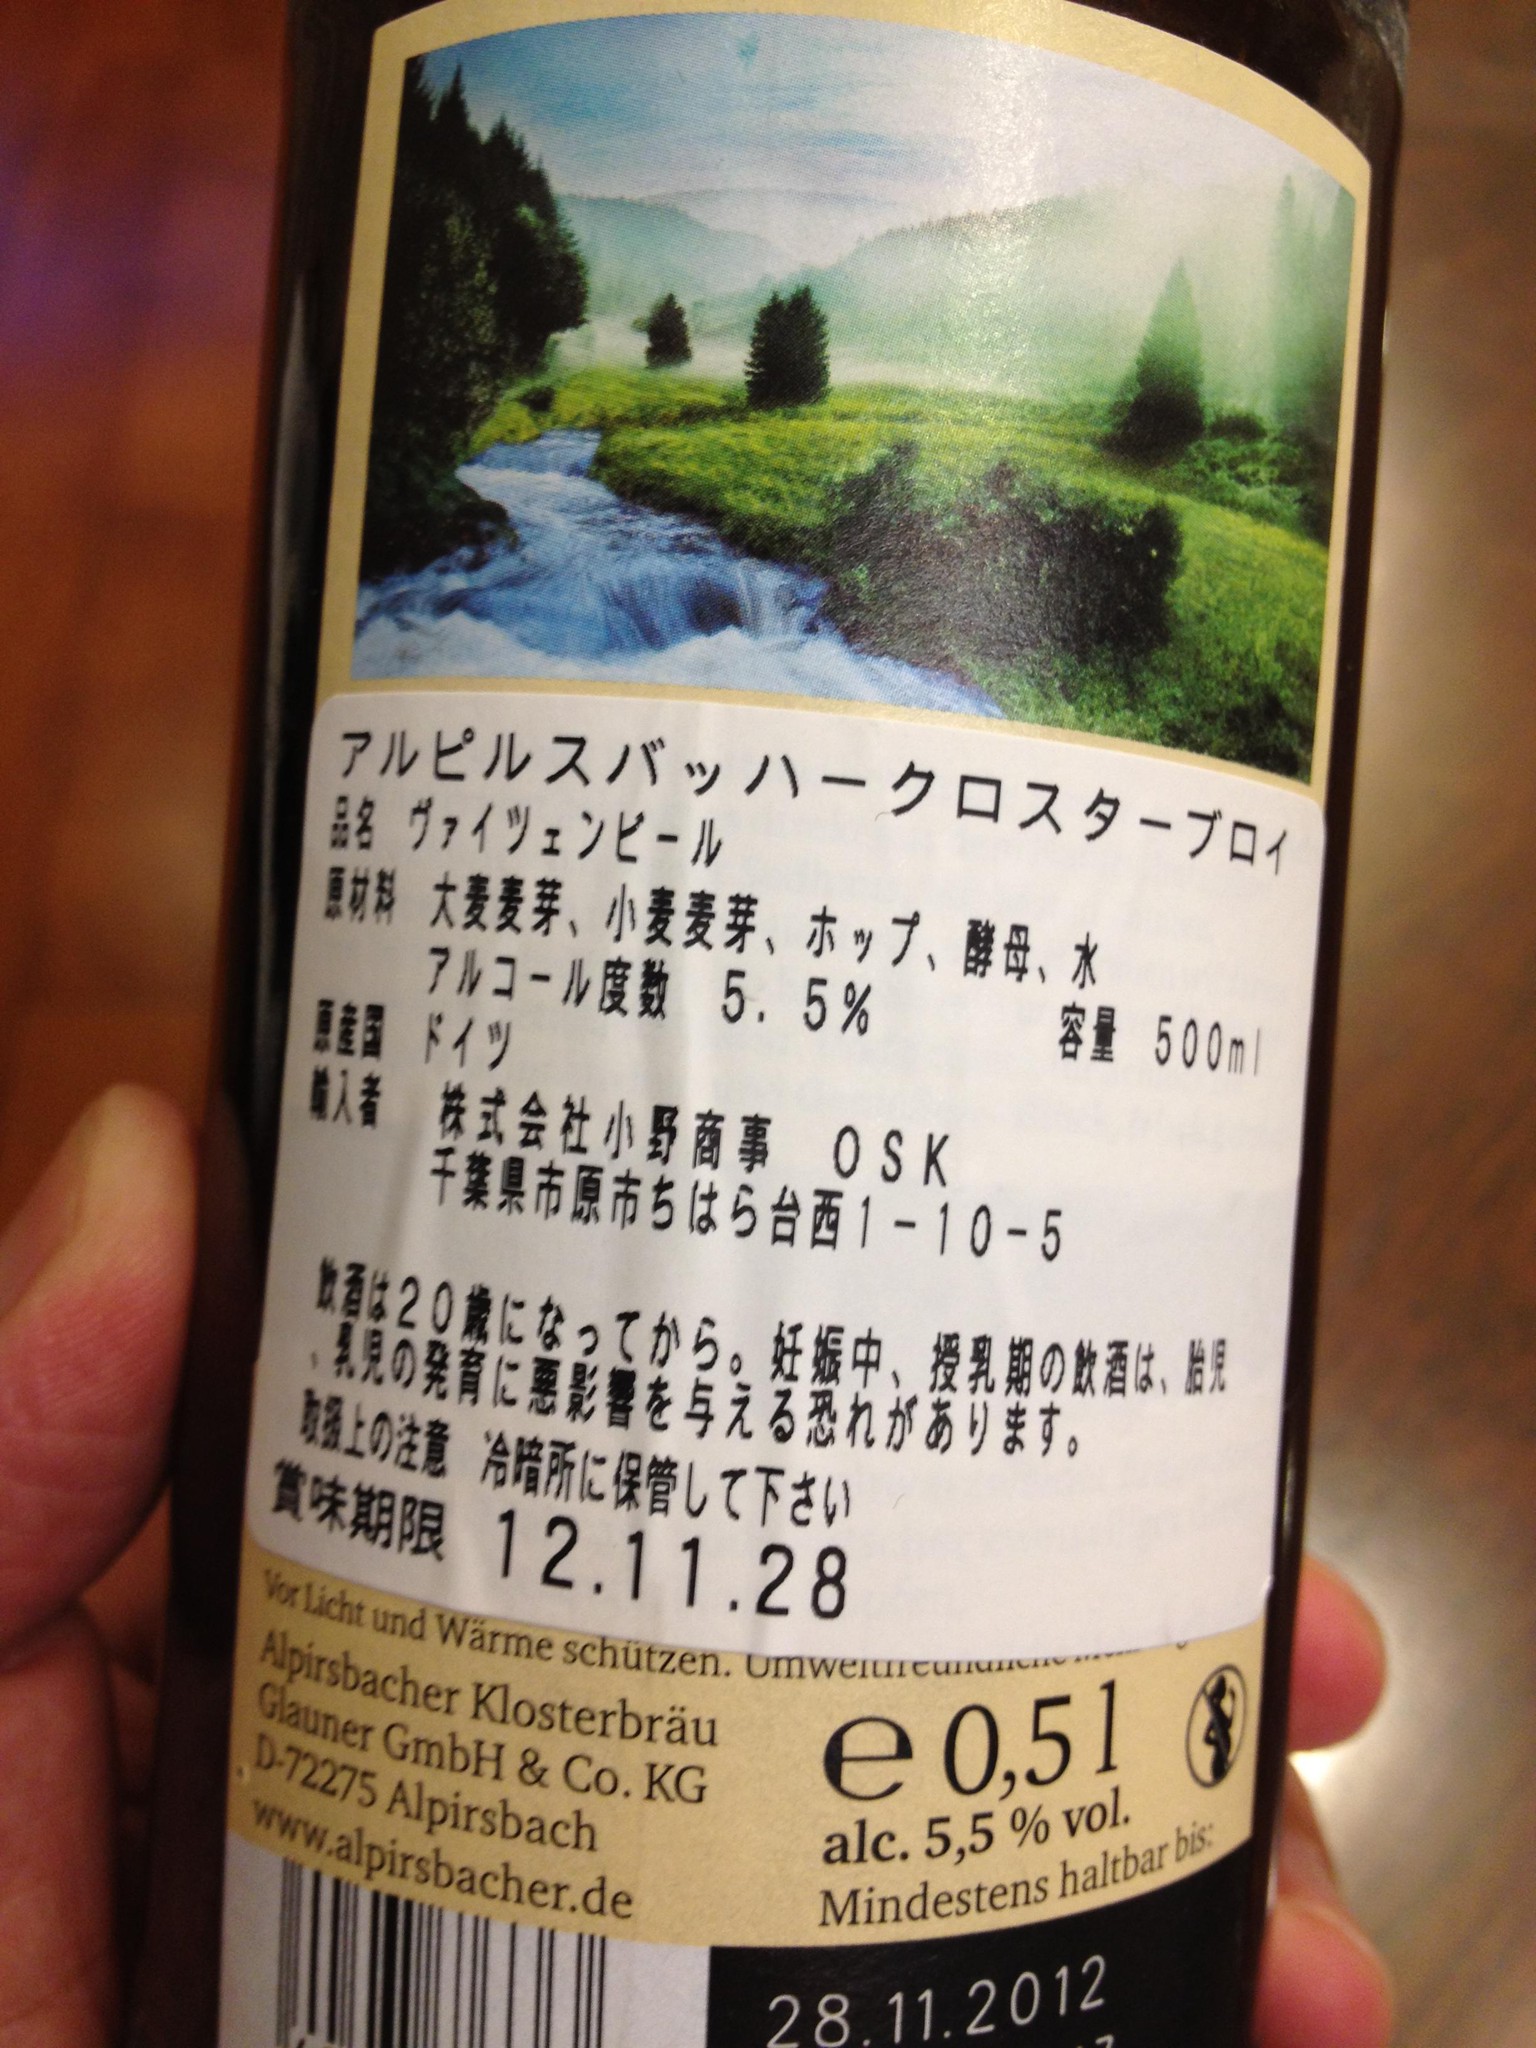 アルピルスバッハークロスターブロイ
品名 ヴァイツェンビール
原材料 大麦麦芽、小麦麦芽、ホップ、酵母、水
アルコール度数 5.5% 容量 500ml
原産国 ドイツ
輸入者 株式会社小野商事 OSK
千葉県市原市ちはら台西1-10-5
飲酒は20歳になってから。妊娠中、授乳期の飲酒は、胎児
、乳児の発育に悪影響を与える恐れがあります。
取扱上の注意 冷暗所に保管して下さい
賞味期限 12.11.28
Vor Licht und Wärme schützen. Umweltfreundliche
Alpirsbacher Klosterbräu
Glauner GmbH & Co. KG
D-72275 Alpirsbach
www.alpirsbacher.de
e 0,5 l
alc. 5,5 % vol.
Mindestens haltbar bis:
28.11.2012